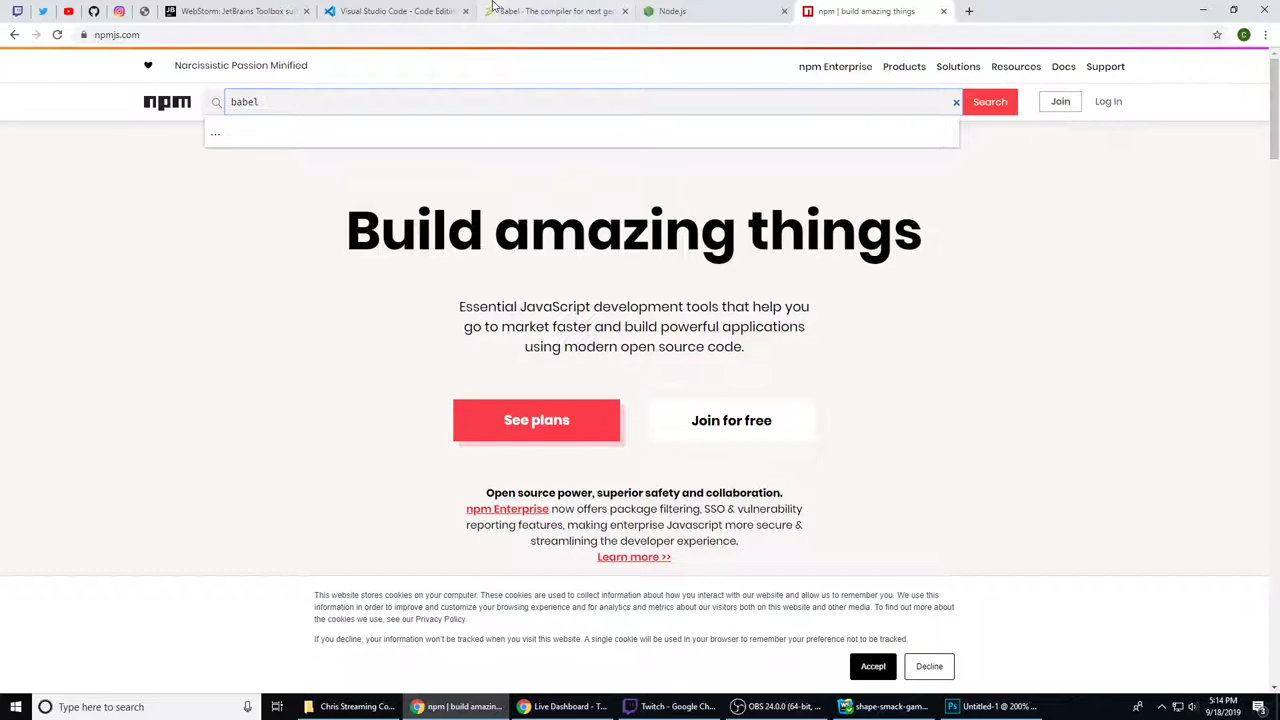 WebStorm: JetBrains Toolbox su
Visual Studio Code - Code Editin
Babel · The compiler for next ge
Node.js
npm | build amazing things
npmjs.com
Narcissistic Passion Minified
npm Enterprise Products Solutions Resources Docs Support
npm
babel
Search
Join
Log In
...
Build amazing things
Essential JavaScript development tools that help you
go to market faster and build powerful applications
using modern open source code.
See plans
Join for free
Open source power, superior safety and collaboration.
npm Enterprise now offers package filtering, SSO & vulnerability
reporting features, making enterprise Javascript more secure &
streamlining the developer experience.
Learn more >>
This website stores cookies on your computer. These cookies are used to collect information about how you interact with our website and allow us to remember you. We use this
information in order to improve and customize your browsing experience and for analytics and metrics about our visitors both on this website and other media. To find out more about
the cookies we use, see our Privacy Policy.
If you decline, your information won't be tracked when you visit this website. A single cookie will be used in your browser to remember your preference not to be tracked.
Accept
Decline
Type here to search
Chris Streaming Co...
npm | build amazin...
Live Dashboard - T...
Twitch - Google Ch...
OBS 24.0.0 (64-bit, ...
shape-smack-gam...
Untitled-1 @ 200% ...
5:14 PM
9/18/2019